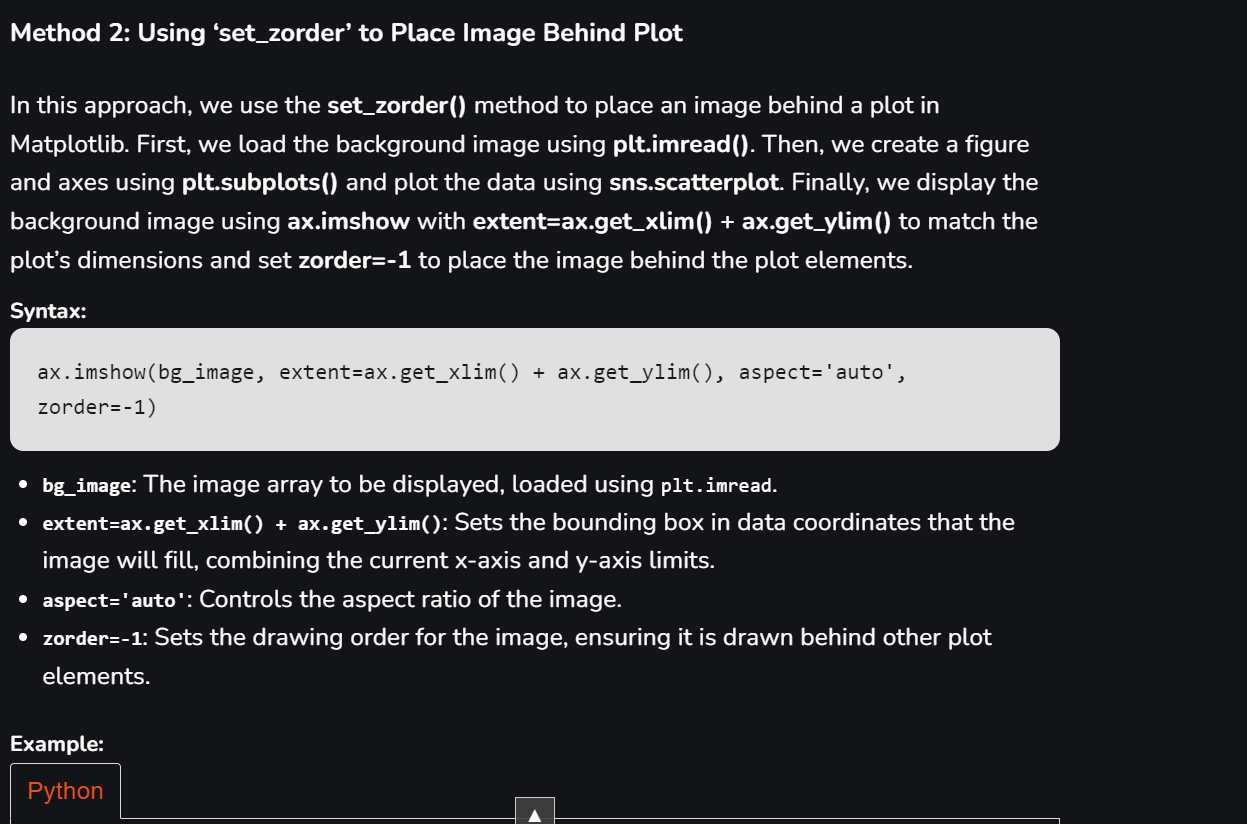 Method 2: Using ‘set_zorder’ to Place Image Behind Plot
In this approach, we use the set_zorder() method to place an image behind a plot in
Matplotlib. First, we load the background image using plt.imread(). Then, we create a figure
and axes using plt.subplots() and plot the data using sns.scatterplot. Finally, we display the
background image using ax.imshow with extent=ax.get_xlim() + ax.get_ylim() to match the
plot’s dimensions and set zorder=-1 to place the image behind the plot elements.
Syntax:
ax.imshow(bg_image, extent=ax.get_xlim() + ax.get_ylim(), aspect='auto',
zorder=-1)
• bg_image: The image array to be displayed, loaded using plt.imread.
• extent=ax.get_xlim() + ax.get_ylim(): Sets the bounding box in data coordinates that the
image will fill, combining the current x-axis and y-axis limits.
• aspect='auto': Controls the aspect ratio of the image.
• zorder=-1: Sets the drawing order for the image, ensuring it is drawn behind other plot
elements.
Example:
Python
▲